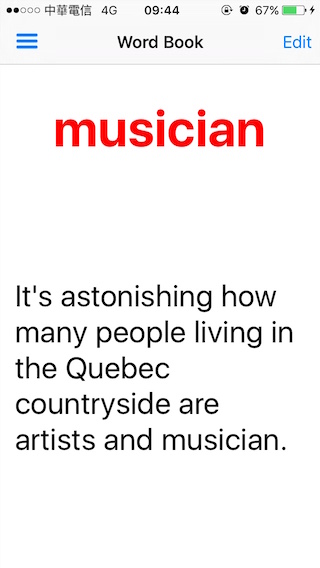 中華電信 4G 09:44 67%
Word Book Edit
musician
It's astonishing how
many people living in
the Quebec
countryside are
artists and musician.